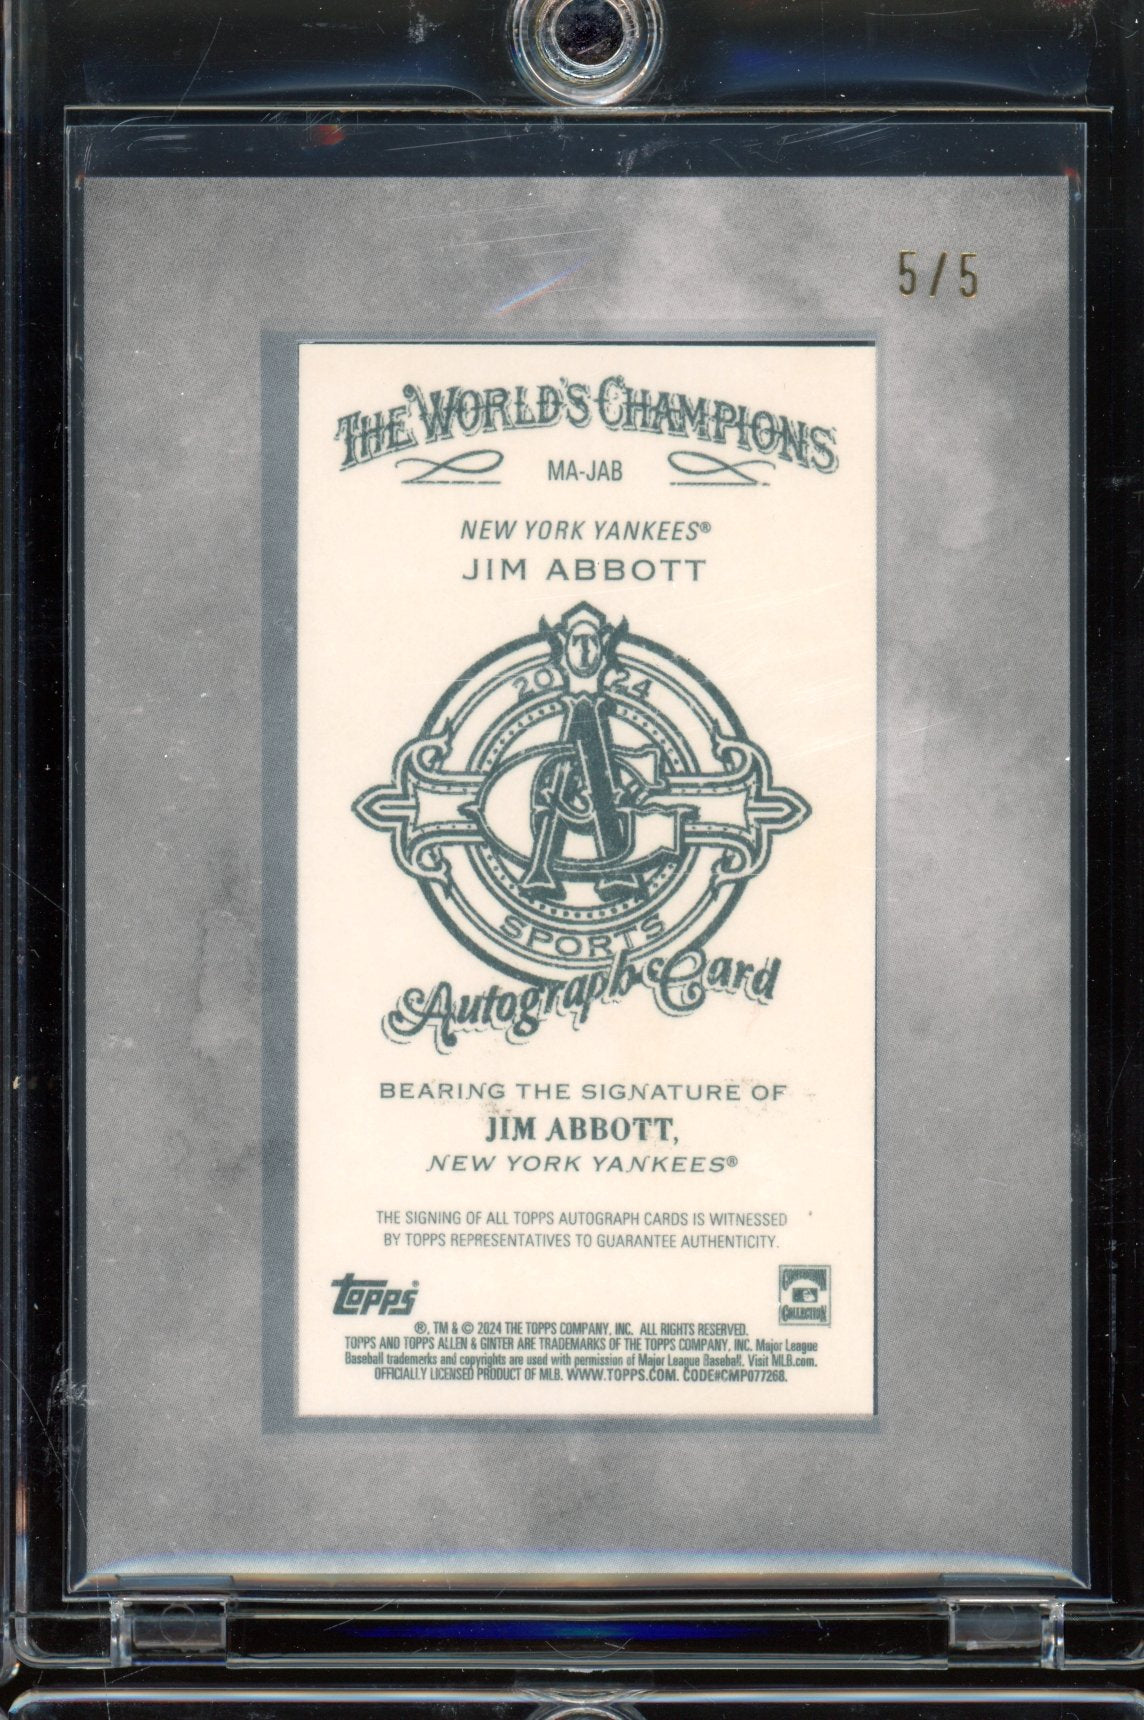 5/5
THE WORLD'S CHAMPIONS
MA-JAB
NEW YORK YANKEES®
JIM ABBOTT
T
20 24
AG
&
SPORTS
Autograph Card
BEARING THE SIGNATURE OF
JIM ABBOTT,
NEW YORK YANKEES®
THE SIGNING OF ALL TOPPS AUTOGRAPH CARDS IS WITNESSED
BY TOPPS REPRESENTATIVES TO GUARANTEE AUTHENTICITY.
topps®
COOPERSTOWN
COLLECTION
®, TM & © 2024 THE TOPPS COMPANY, INC. ALL RIGHTS RESERVED.
TOPPS AND TOPPS ALLEN & GINTER ARE TRADEMARKS OF THE TOPPS COMPANY, INC. Major League
Baseball trademarks and copyrights are used with permission of Major League Baseball. Visit MLB.com.
OFFICIALLY LICENSED PRODUCT OF MLB. WWW.TOPPS.COM. CODE#CMP077268.